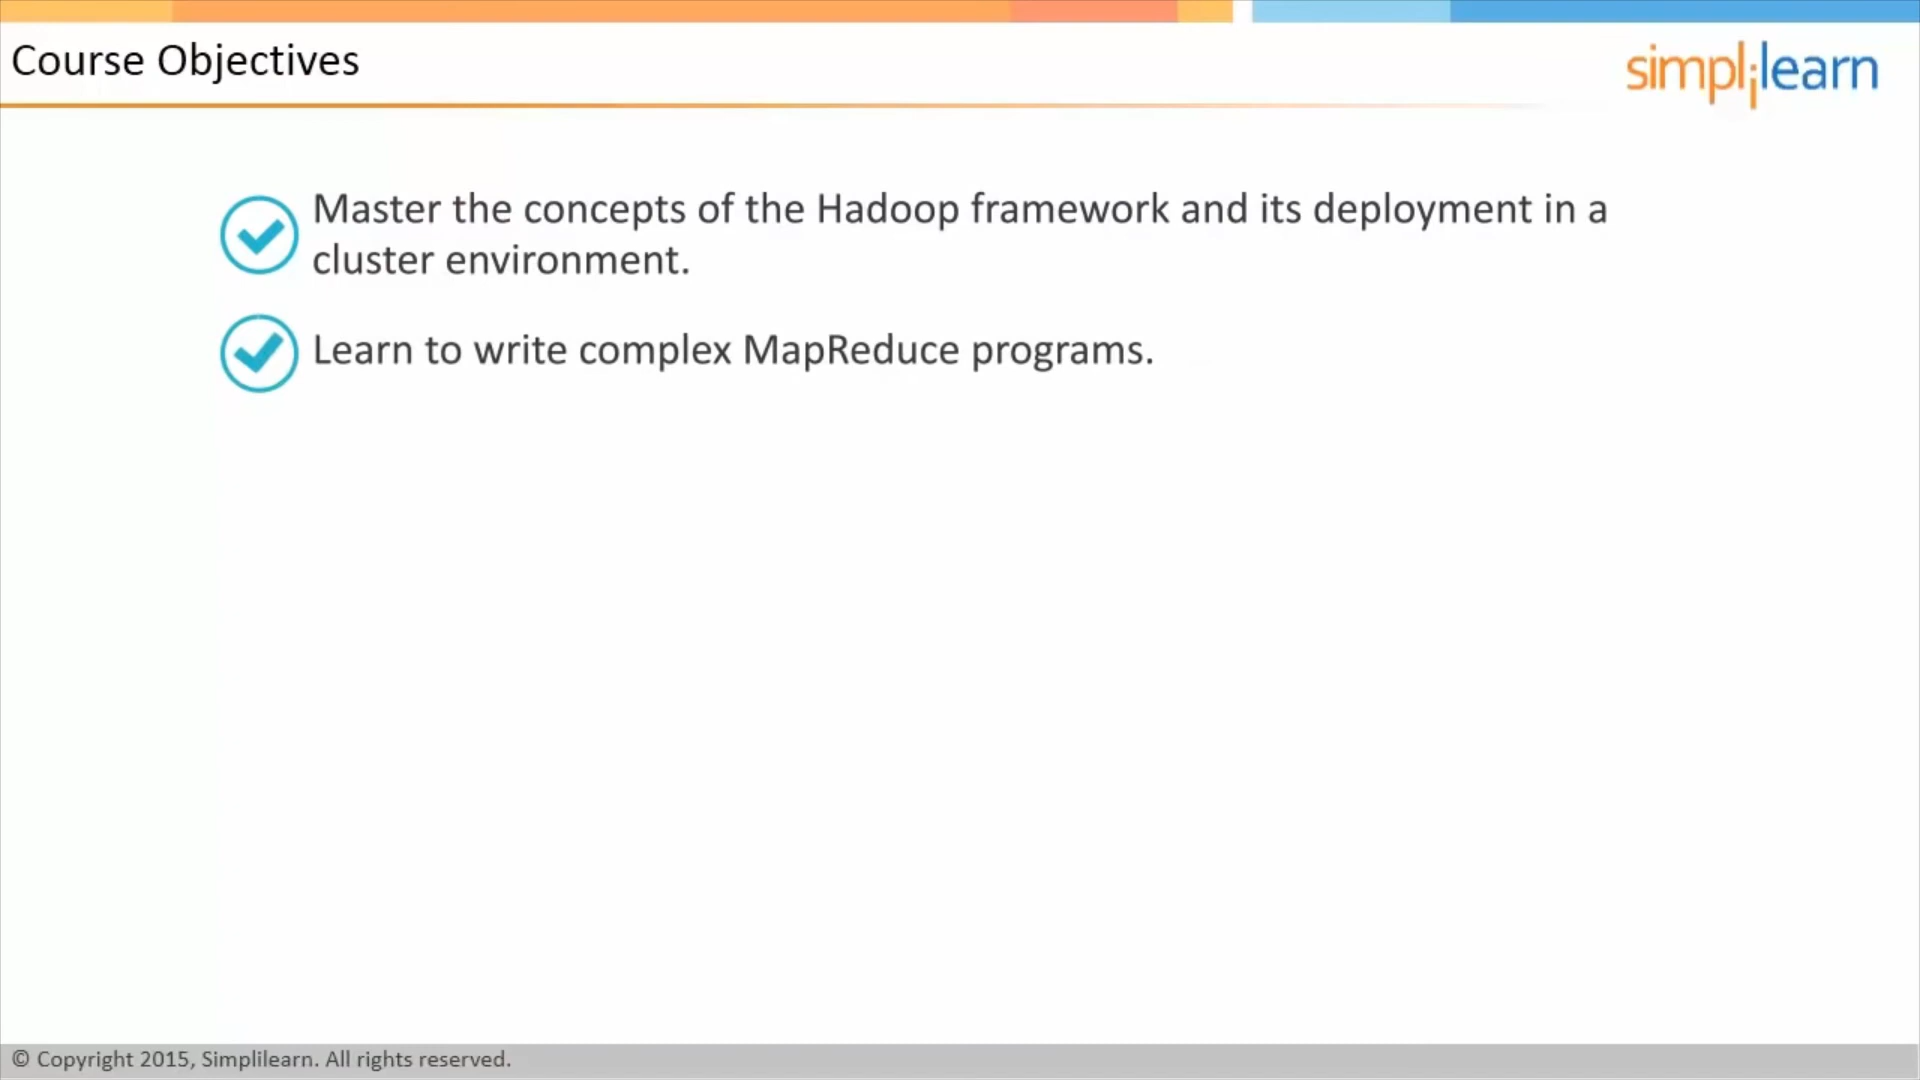 Course Objectives
simplilearn
Master the concepts of the Hadoop framework and its deployment in a
cluster environment.
Learn to write complex MapReduce programs.
© Copyright 2015, Simplilearn. All rights reserved.